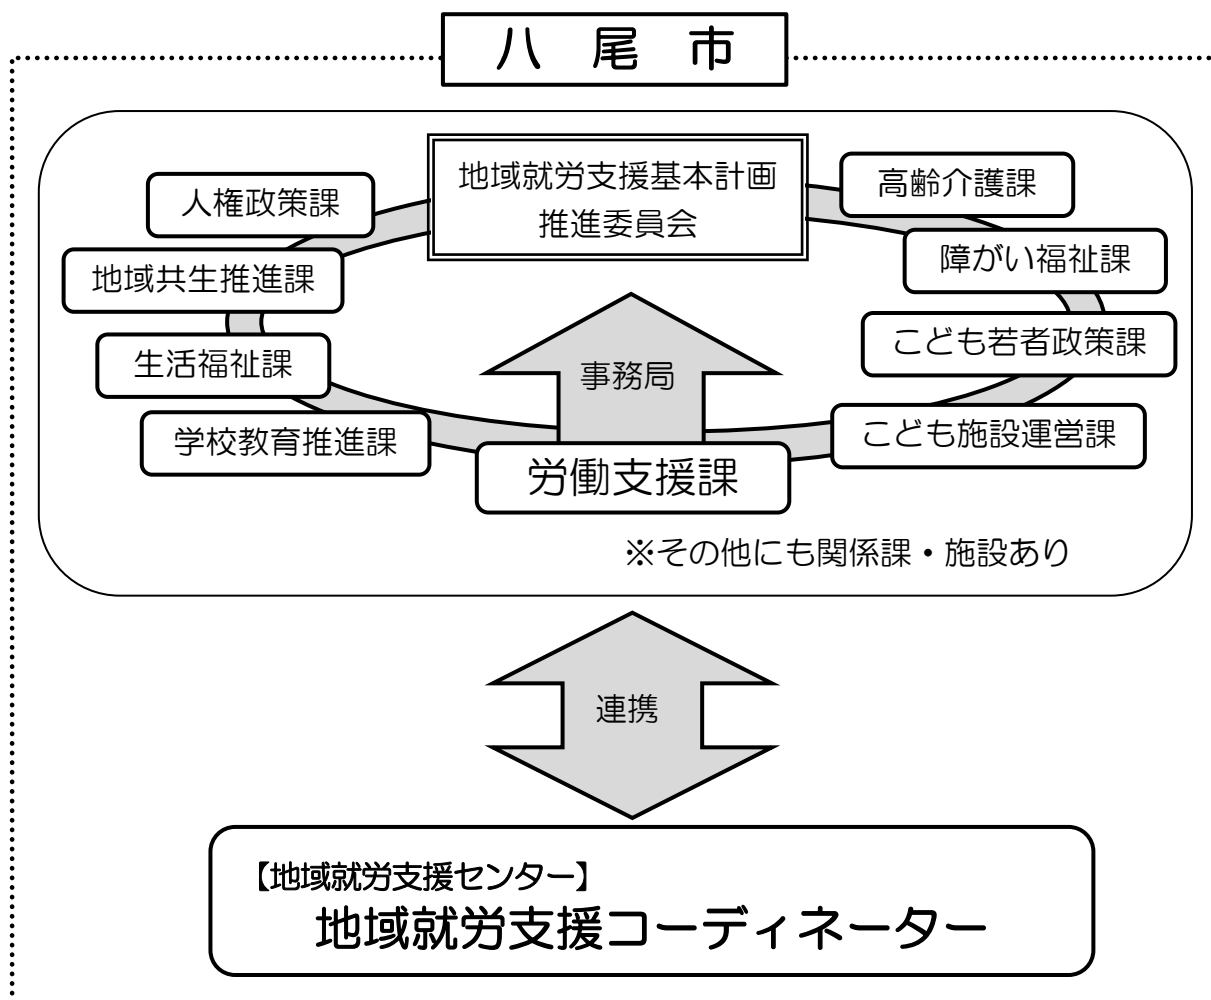 八尾市
地域就労支援基本計画
推進委員会
人権政策課
地域共生推進課
生活福祉課
学校教育推進課
高齢介護課
障がい福祉課
こども若者政策課
こども施設運営課
事務局
労働支援課
※その他にも関係課・施設あり
連携
【地域就労支援センター】
地域就労支援コーディネーター